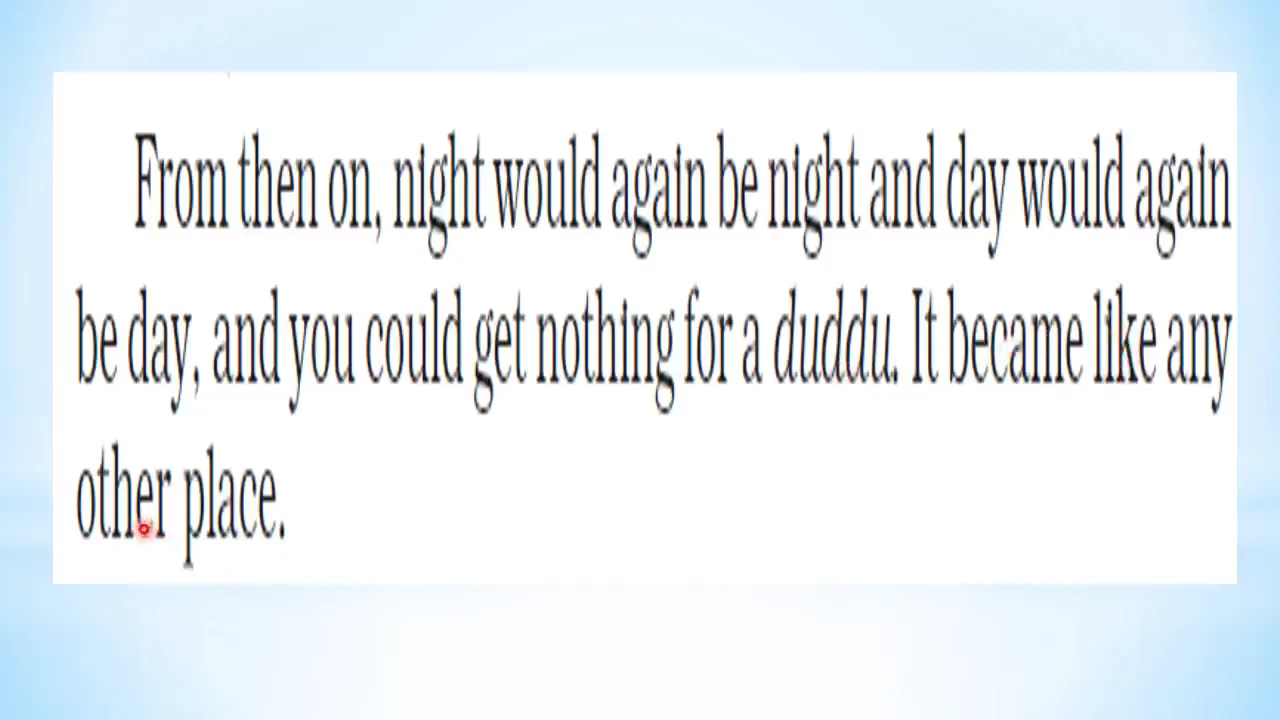 From then on, night would again be night and day would again
be day, and you could get nothing for a duddu. It became like any
other place.